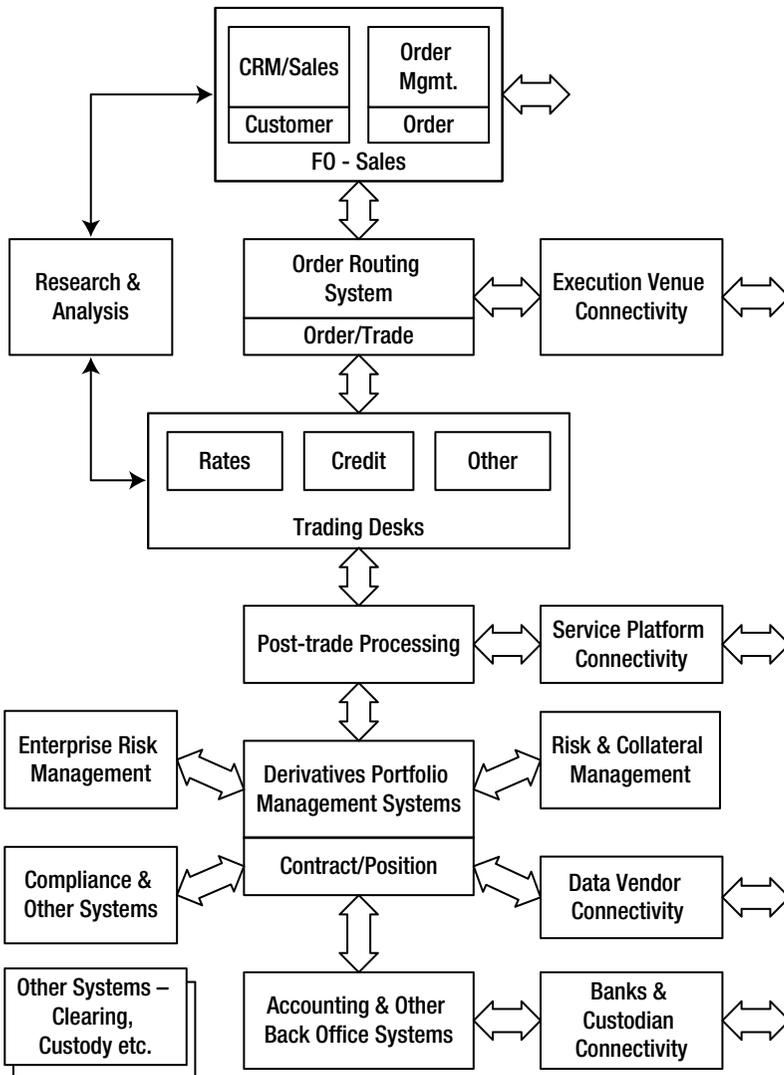 CRM/Sales
Customer
Order
Mgmt.
Order
FO - Sales
Research &
Analysis
Order Routing
System
Order/Trade
Execution Venue
Connectivity
Rates
Credit
Other
Trading Desks
Post-trade Processing
Service Platform
Connectivity
Enterprise Risk
Management
Derivatives Portfolio
Management Systems
Contract/Position
Risk & Collateral
Management
Compliance &
Other Systems
Data Vendor
Connectivity
Other Systems –
Clearing,
Custody etc.
Accounting & Other
Back Office Systems
Banks &
Custodian
Connectivity